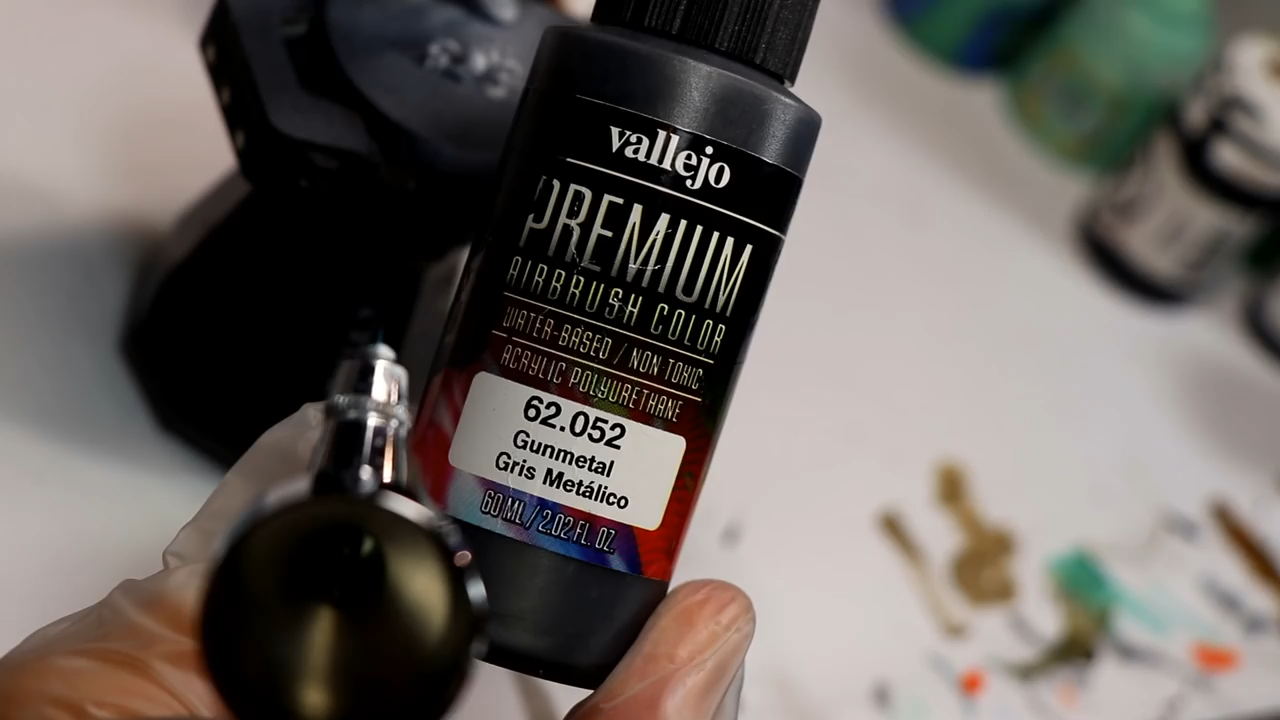 vallejo
PREMIUM
AIRBRUSH COLOR
WATER-BASED / NON-TOXIC
ACRYLIC POLYURETHANE
62.052
Gunmetal
Gris Metálico
60 ML / 2.02 FL. OZ.